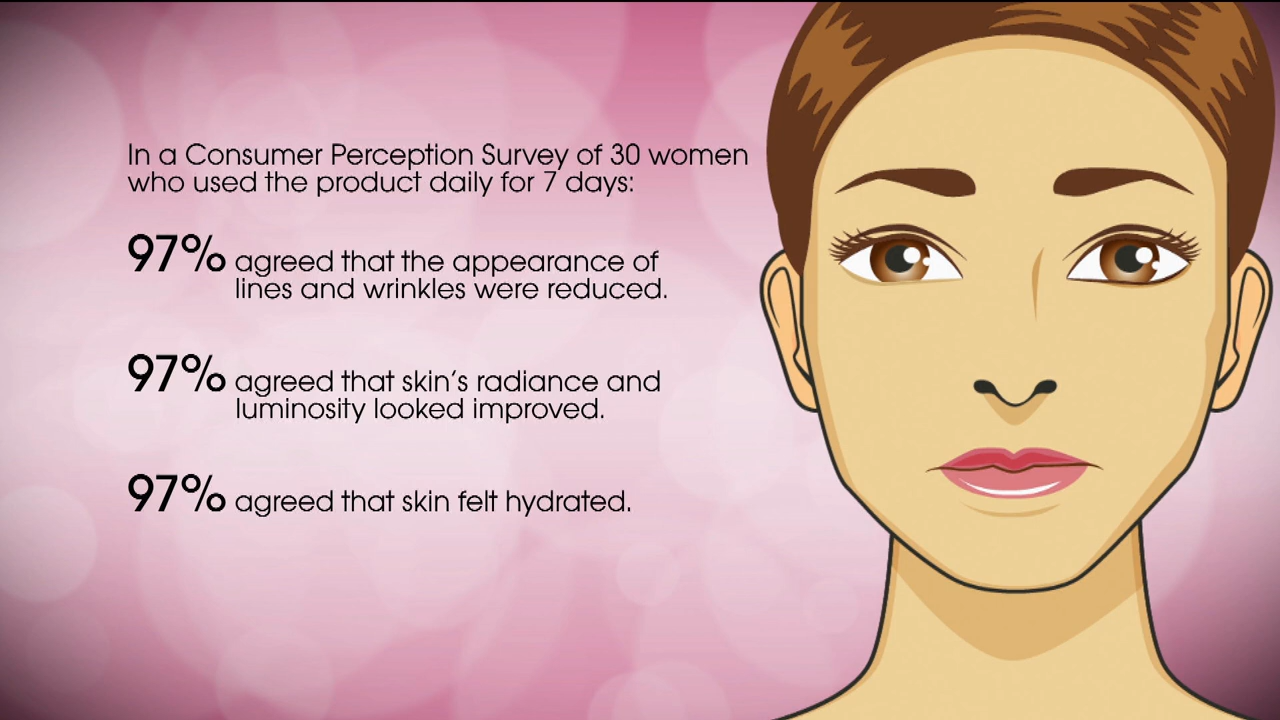 In a Consumer Perception Survey of 30 women
who used the product daily for 7 days:
97% agreed that the appearance of
lines and wrinkles were reduced.
97% agreed that skin's radiance and
luminosity looked improved.
97% agreed that skin felt hydrated.